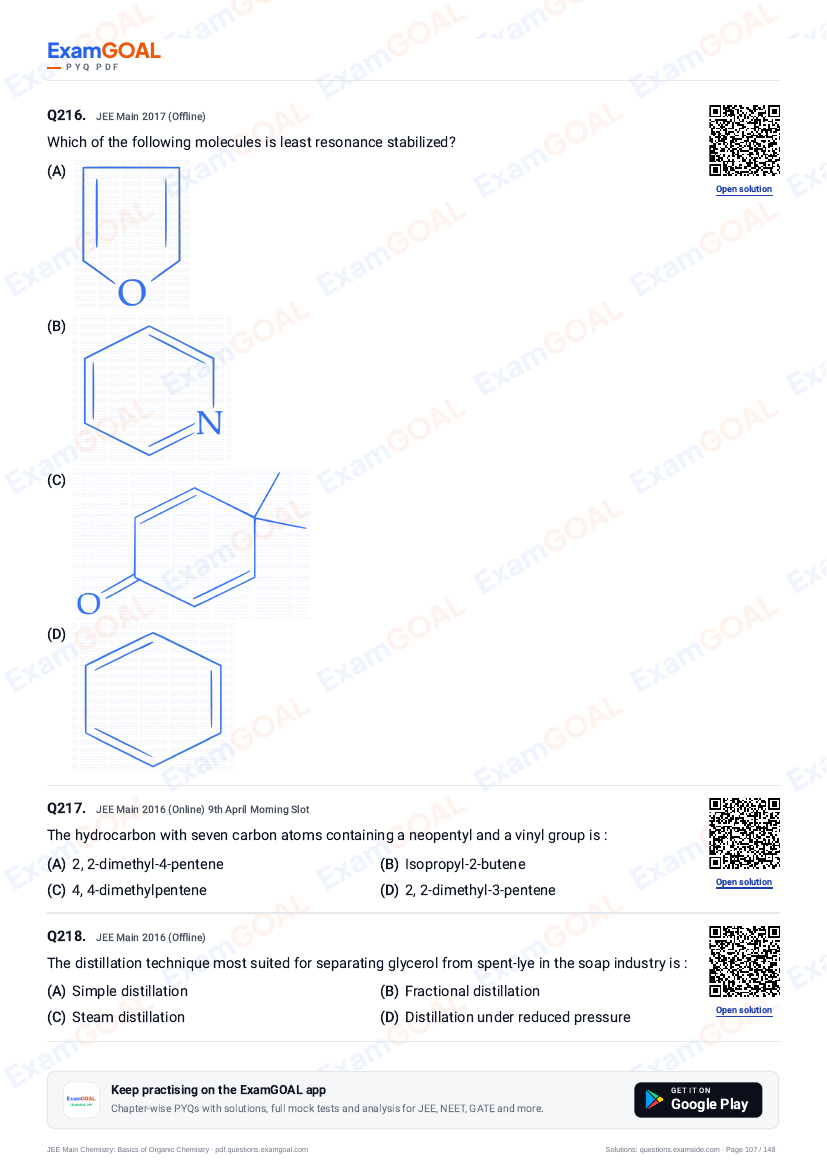 ExamGOAL
PYQ PDF
Q216. JEE Main 2017 (Offline)
Which of the following molecules is least resonance stabilized?
Open solution
(A)
O
(B)
N
(C)
O
(D)
Q217. JEE Main 2016 (Online) 9th April Morning Slot
The hydrocarbon with seven carbon atoms containing a neopentyl and a vinyl group is :
(A) 2, 2-dimethyl-4-pentene (B) Isopropyl-2-butene
(C) 4, 4-dimethylpentene (D) 2, 2-dimethyl-3-pentene
Open solution
Q218. JEE Main 2016 (Offline)
The distillation technique most suited for separating glycerol from spent-lye in the soap industry is :
(A) Simple distillation (B) Fractional distillation
(C) Steam distillation (D) Distillation under reduced pressure
Open solution
ExamGOAL
Keep practising on the ExamGOAL app
Chapter-wise PYQs with solutions, full mock tests and analysis for JEE, NEET, GATE and more.
GET IT ON
Google Play
JEE Main Chemistry: Basics of Organic Chemistry · pdf.questions.examgoal.com Solutions: questions.examside.com · Page 107 / 148